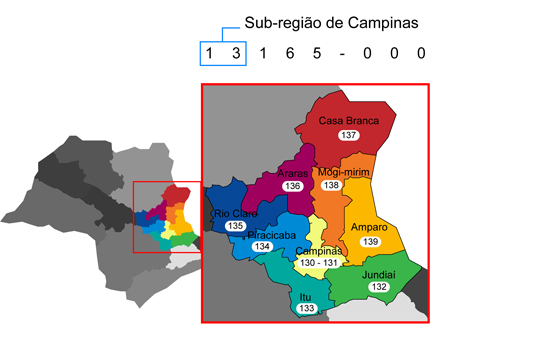 Sub-região de Campinas
1 3 1 6 5 - 0 0 0
Casa Branca
137
Araras
136
Mogi-mirim
138
Rio Claro
135
Piracicaba
134
Amparo
139
Campinas
130 - 131
Jundiaí
132
Itu
133